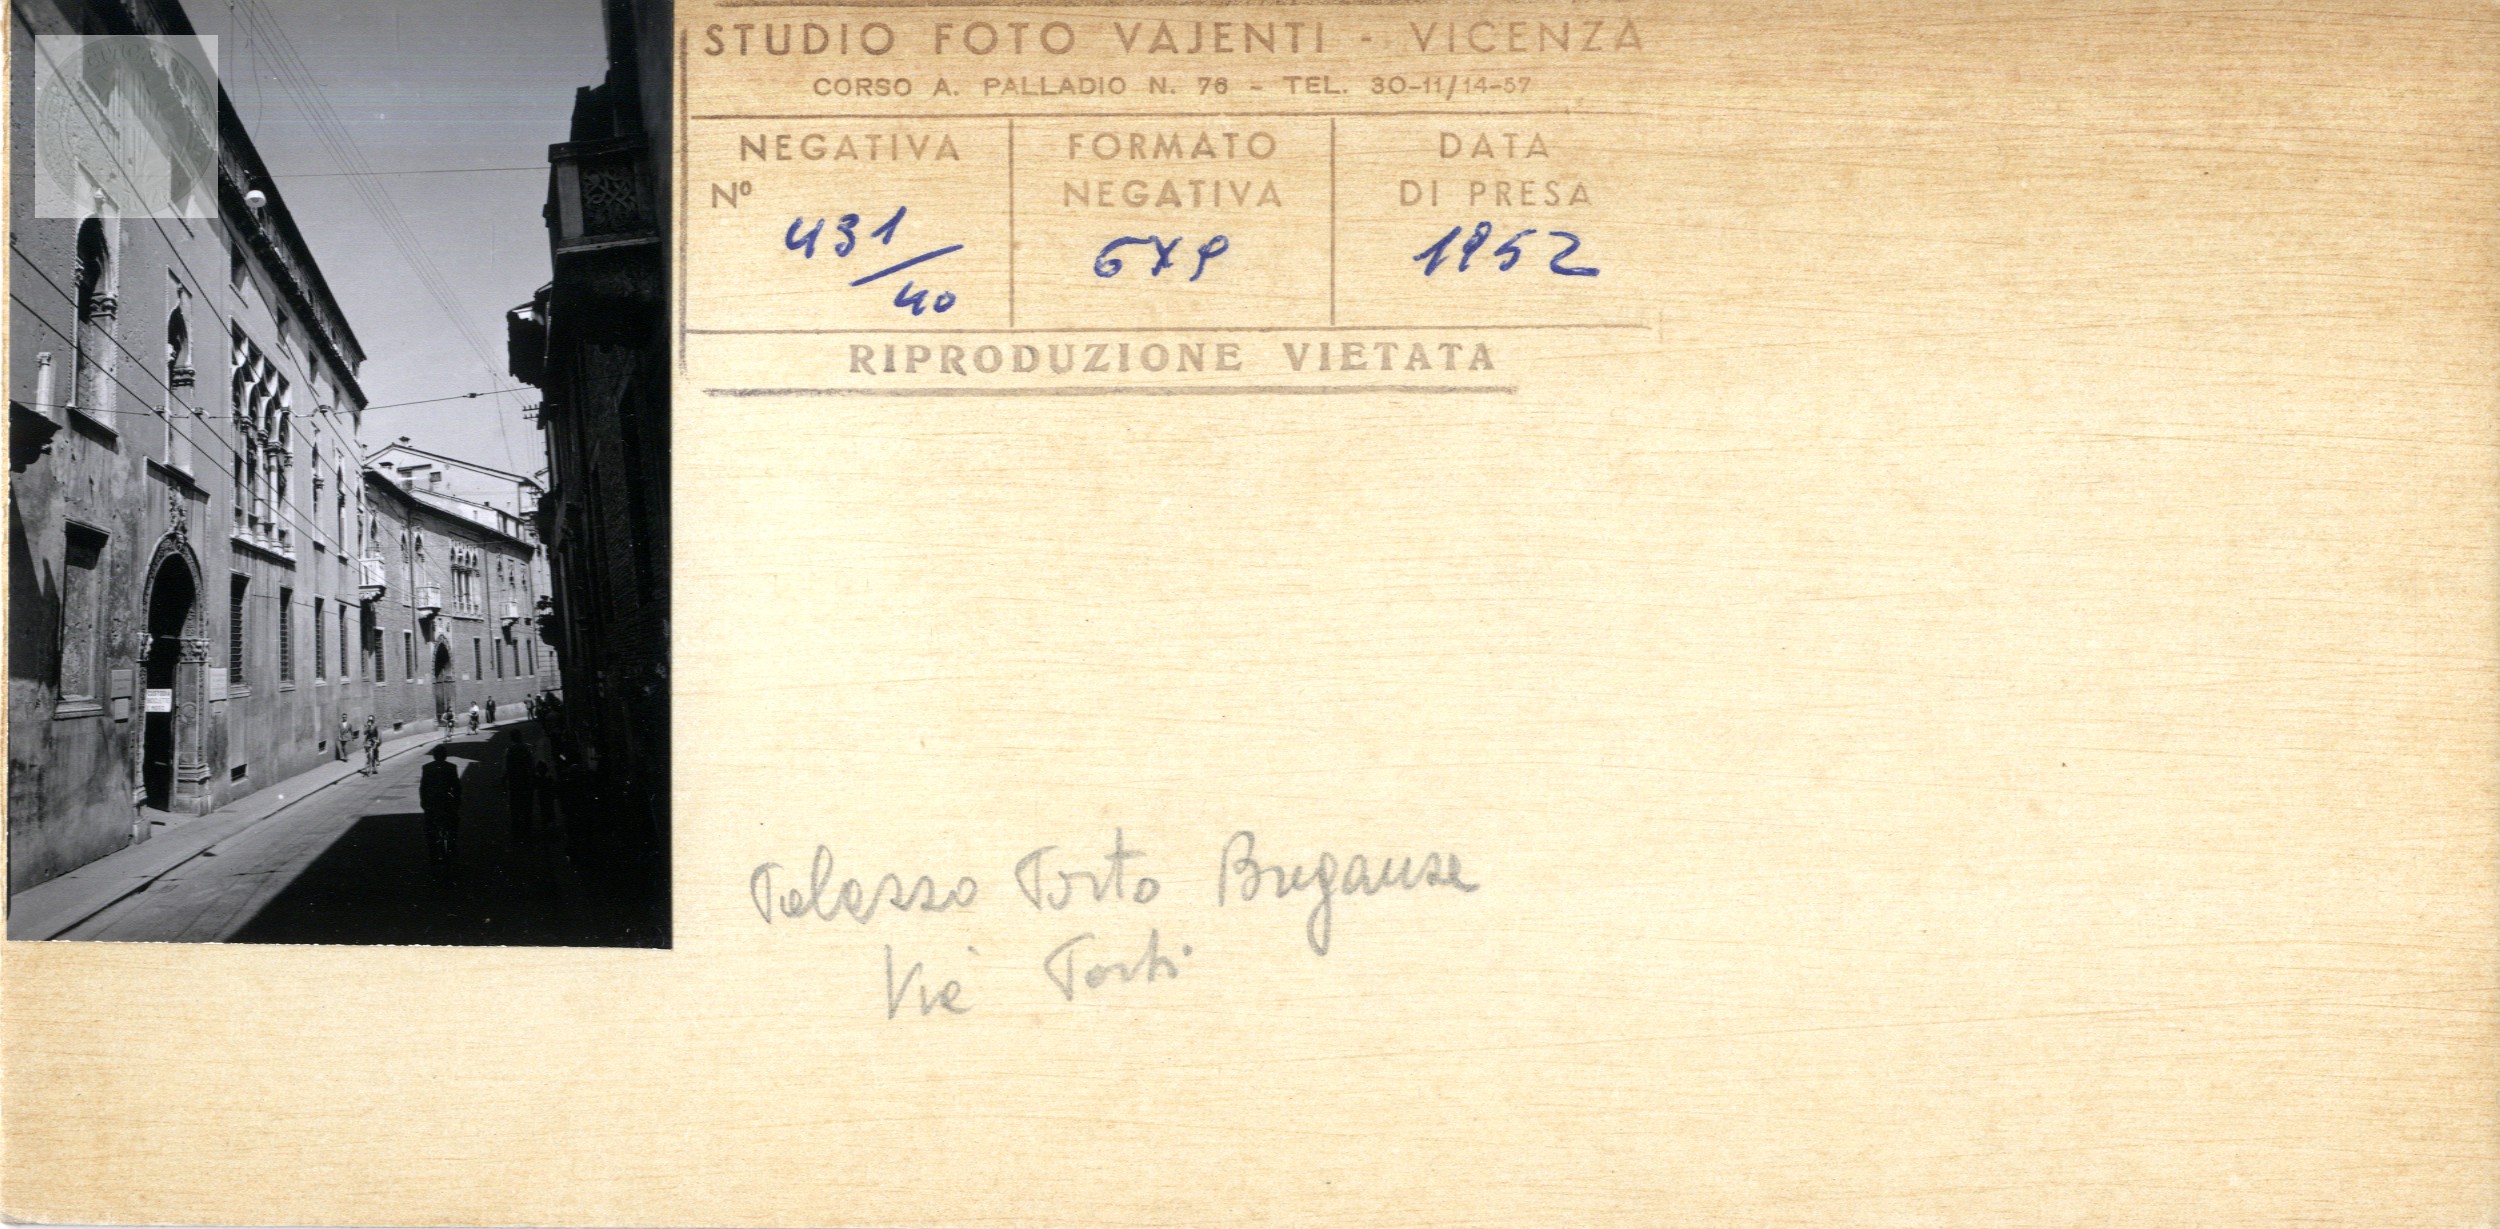 STUDIO FOTO VAJENTI - VICENZA
CORSO A. PALLADIO N. 76 - TEL. 30-11/14-57
NEGATIVA
Nº
431/40
FORMATO
NEGATIVA
6X9
DATA
DI PRESA
1952
RIPRODUZIONE VIETATA
Palazzo Porto Breganze
Via Porti